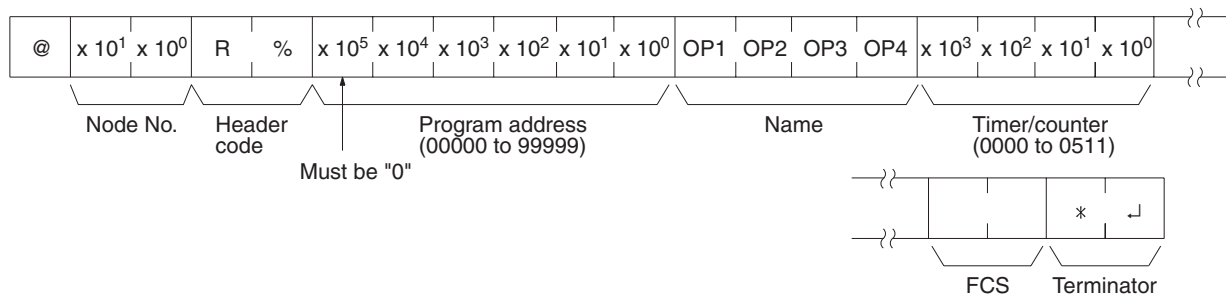 @ x 10¹ x 10⁰ R % x 10⁵ x 10⁴ x 10³ x 10² x 10¹ x 10⁰ OP1 OP2 OP3 OP4 x 10³ x 10² x 10¹ x 10⁰
Node No. Header code Program address (00000 to 99999) Name Timer/counter (0000 to 0511)
Must be "0"
* ↵
FCS Terminator